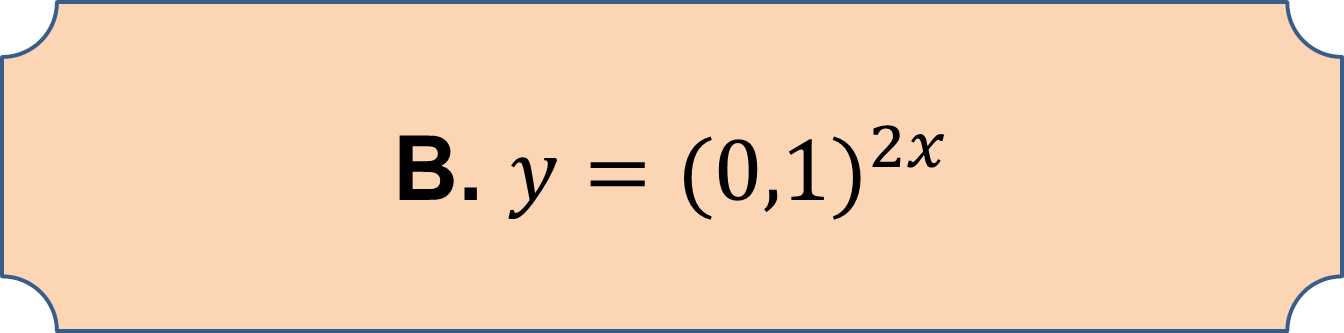 B. y = (0,1)^{2x}